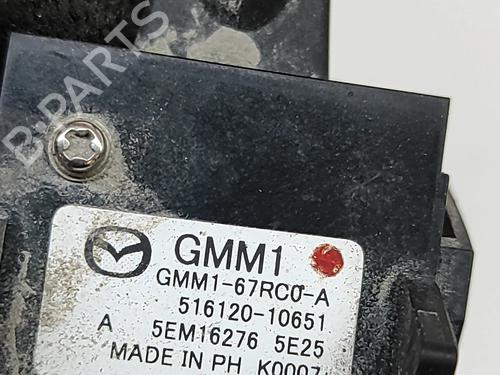 B-PARTS
GMM1
GMM1-67RC0-A
516120-10651
A 5EM16276 5E25
MADE IN PH K0007